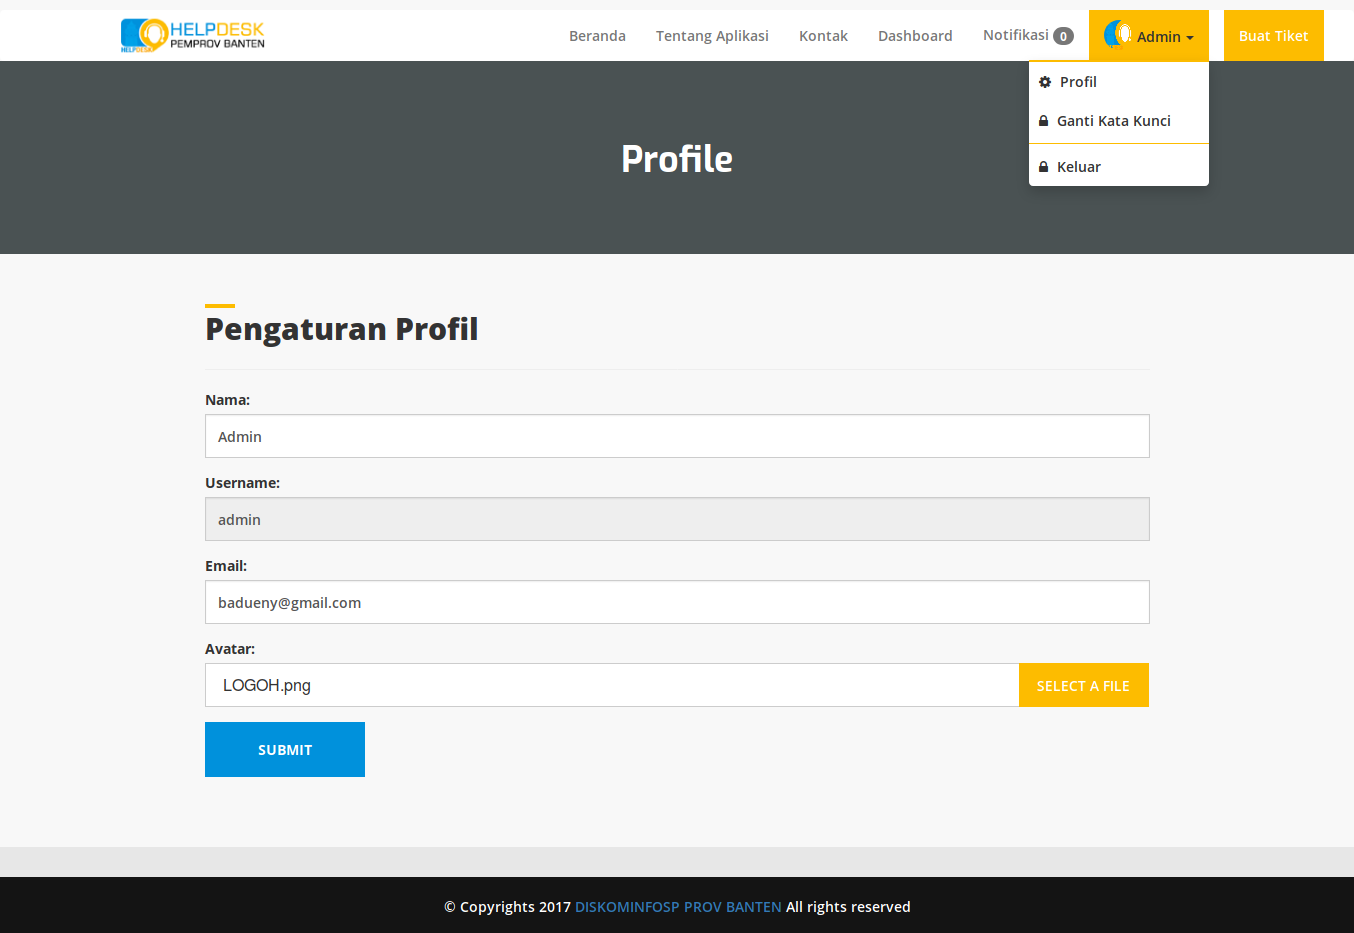 HELPDESK
PEMPROV BANTEN
HELPDESK
Beranda
Tentang Aplikasi
Kontak
Dashboard
Notifikasi 0
Admin
Buat Tiket
Profil
Ganti Kata Kunci
Keluar
Profile
Pengaturan Profil
Nama:
Admin
Username:
admin
Email:
badueny@gmail.com
Avatar:
LOGOH.png
SELECT A FILE
SUBMIT
© Copyrights 2017 DISKOMINFOSP PROV BANTEN All rights reserved